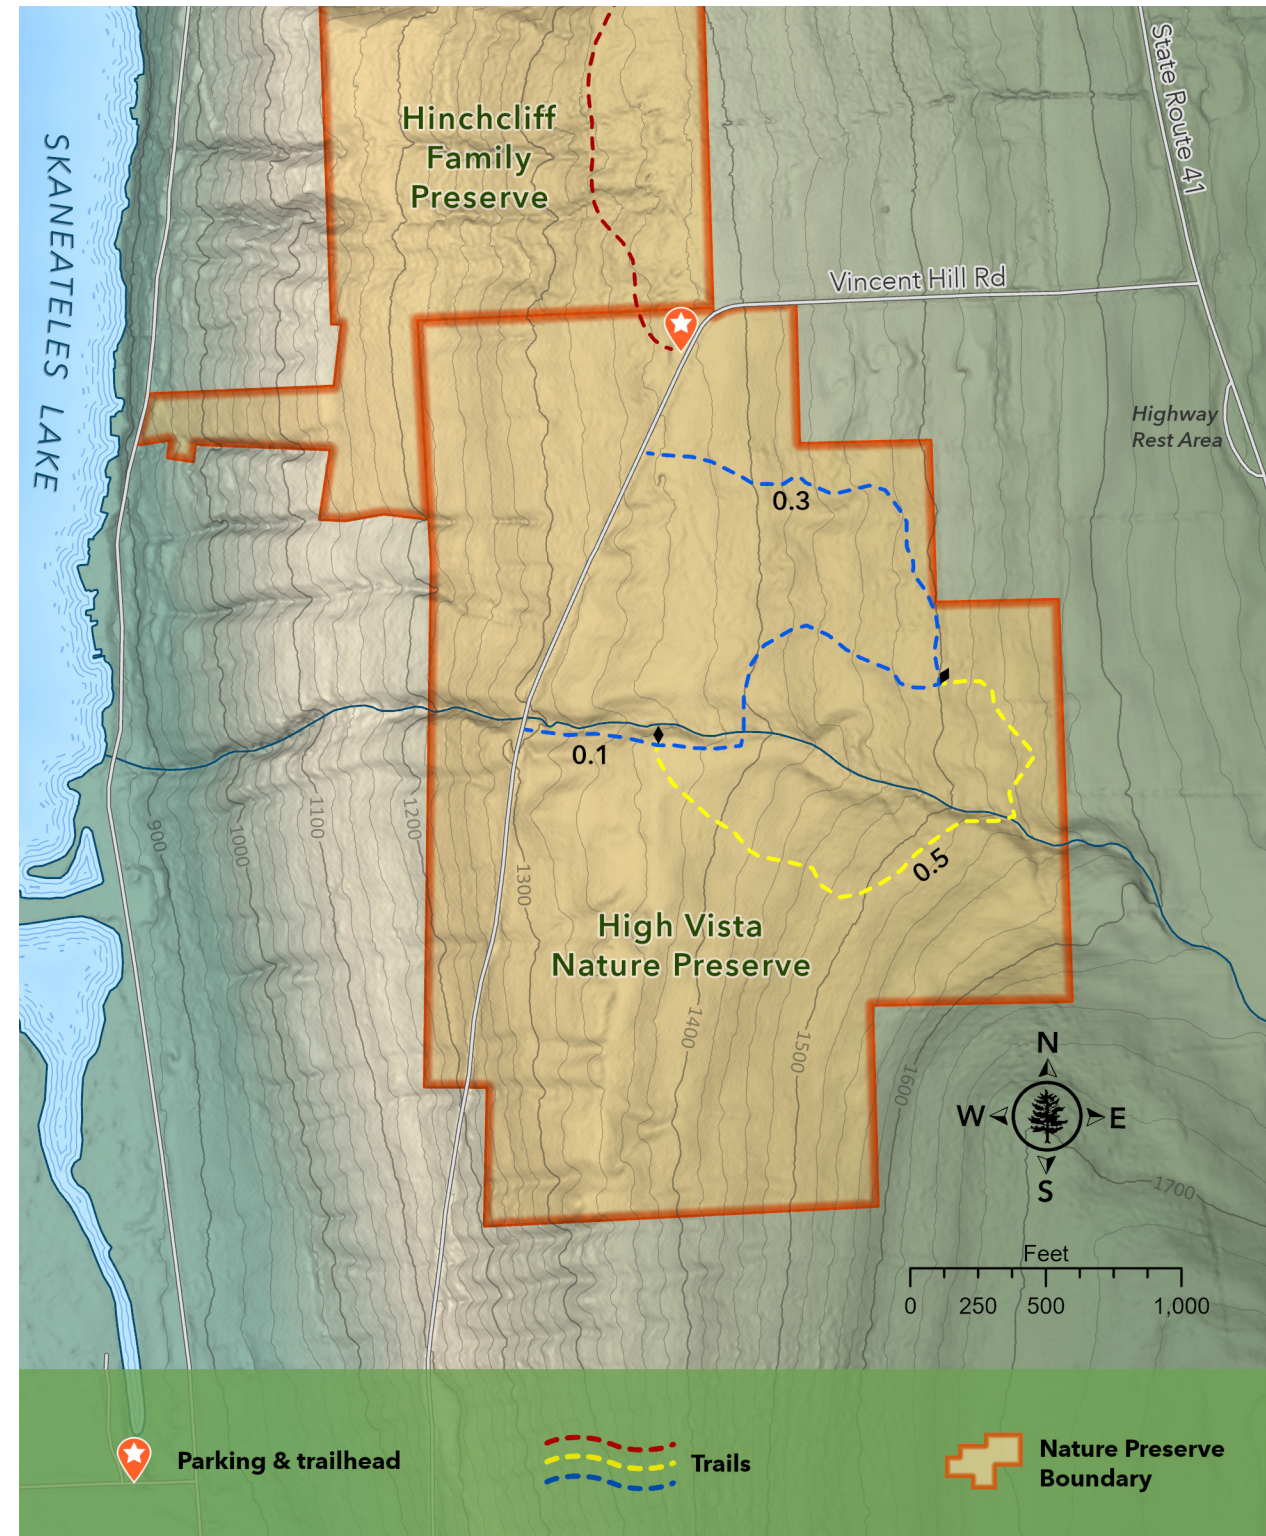 Hinchcliff
Family
Preserve
State Route 41
SKANEATELES LAKE
Vincent Hill Rd
Highway
Rest Area
0.3
0.1
0.5
900
1000
1100
1200
1300
High Vista
Nature Preserve
1400
1500
1600
1700
N
W
E
S
Feet
0
250
500
1,000
Parking & trailhead
Trails
Nature Preserve
Boundary